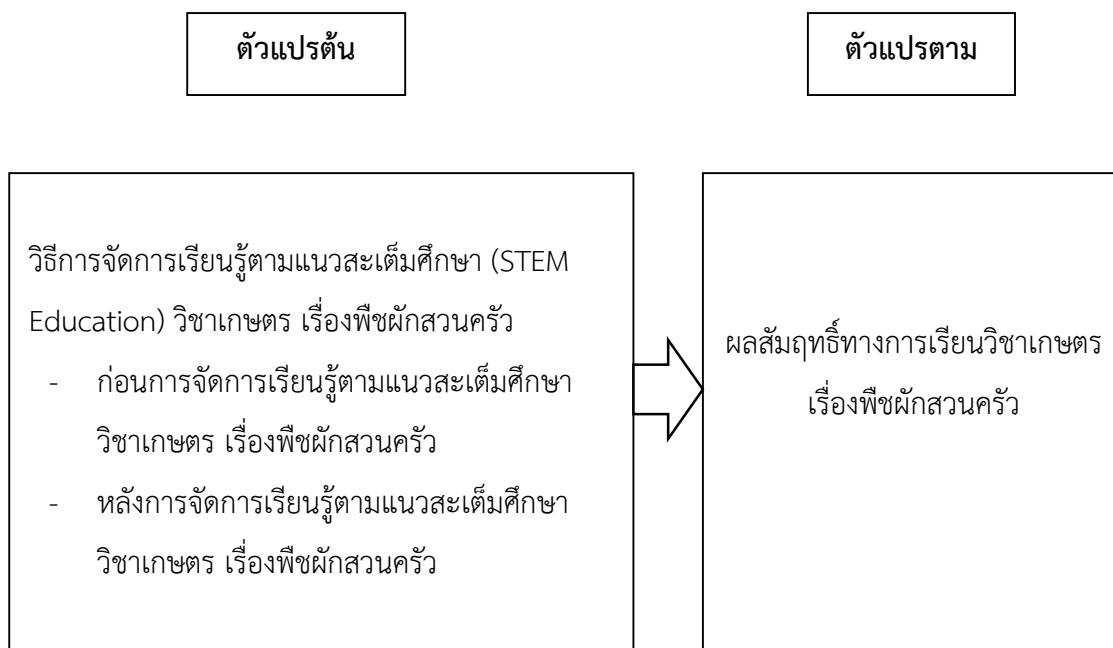 ตัวแปรต้น
ตัวแปรตาม
วิธีการจัดการเรียนรู้ตามแนวสะเต็มศึกษา (STEM
Education) วิชาเกษตร เรื่องพืชผักสวนครัว
- ก่อนการจัดการเรียนรู้ตามแนวสะเต็มศึกษา
วิชาเกษตร เรื่องพืชผักสวนครัว
- หลังการจัดการเรียนรู้ตามแนวสะเต็มศึกษา
วิชาเกษตร เรื่องพืชผักสวนครัว
ผลสัมฤทธิ์ทางการเรียนวิชาเกษตร
เรื่องพืชผักสวนครัว